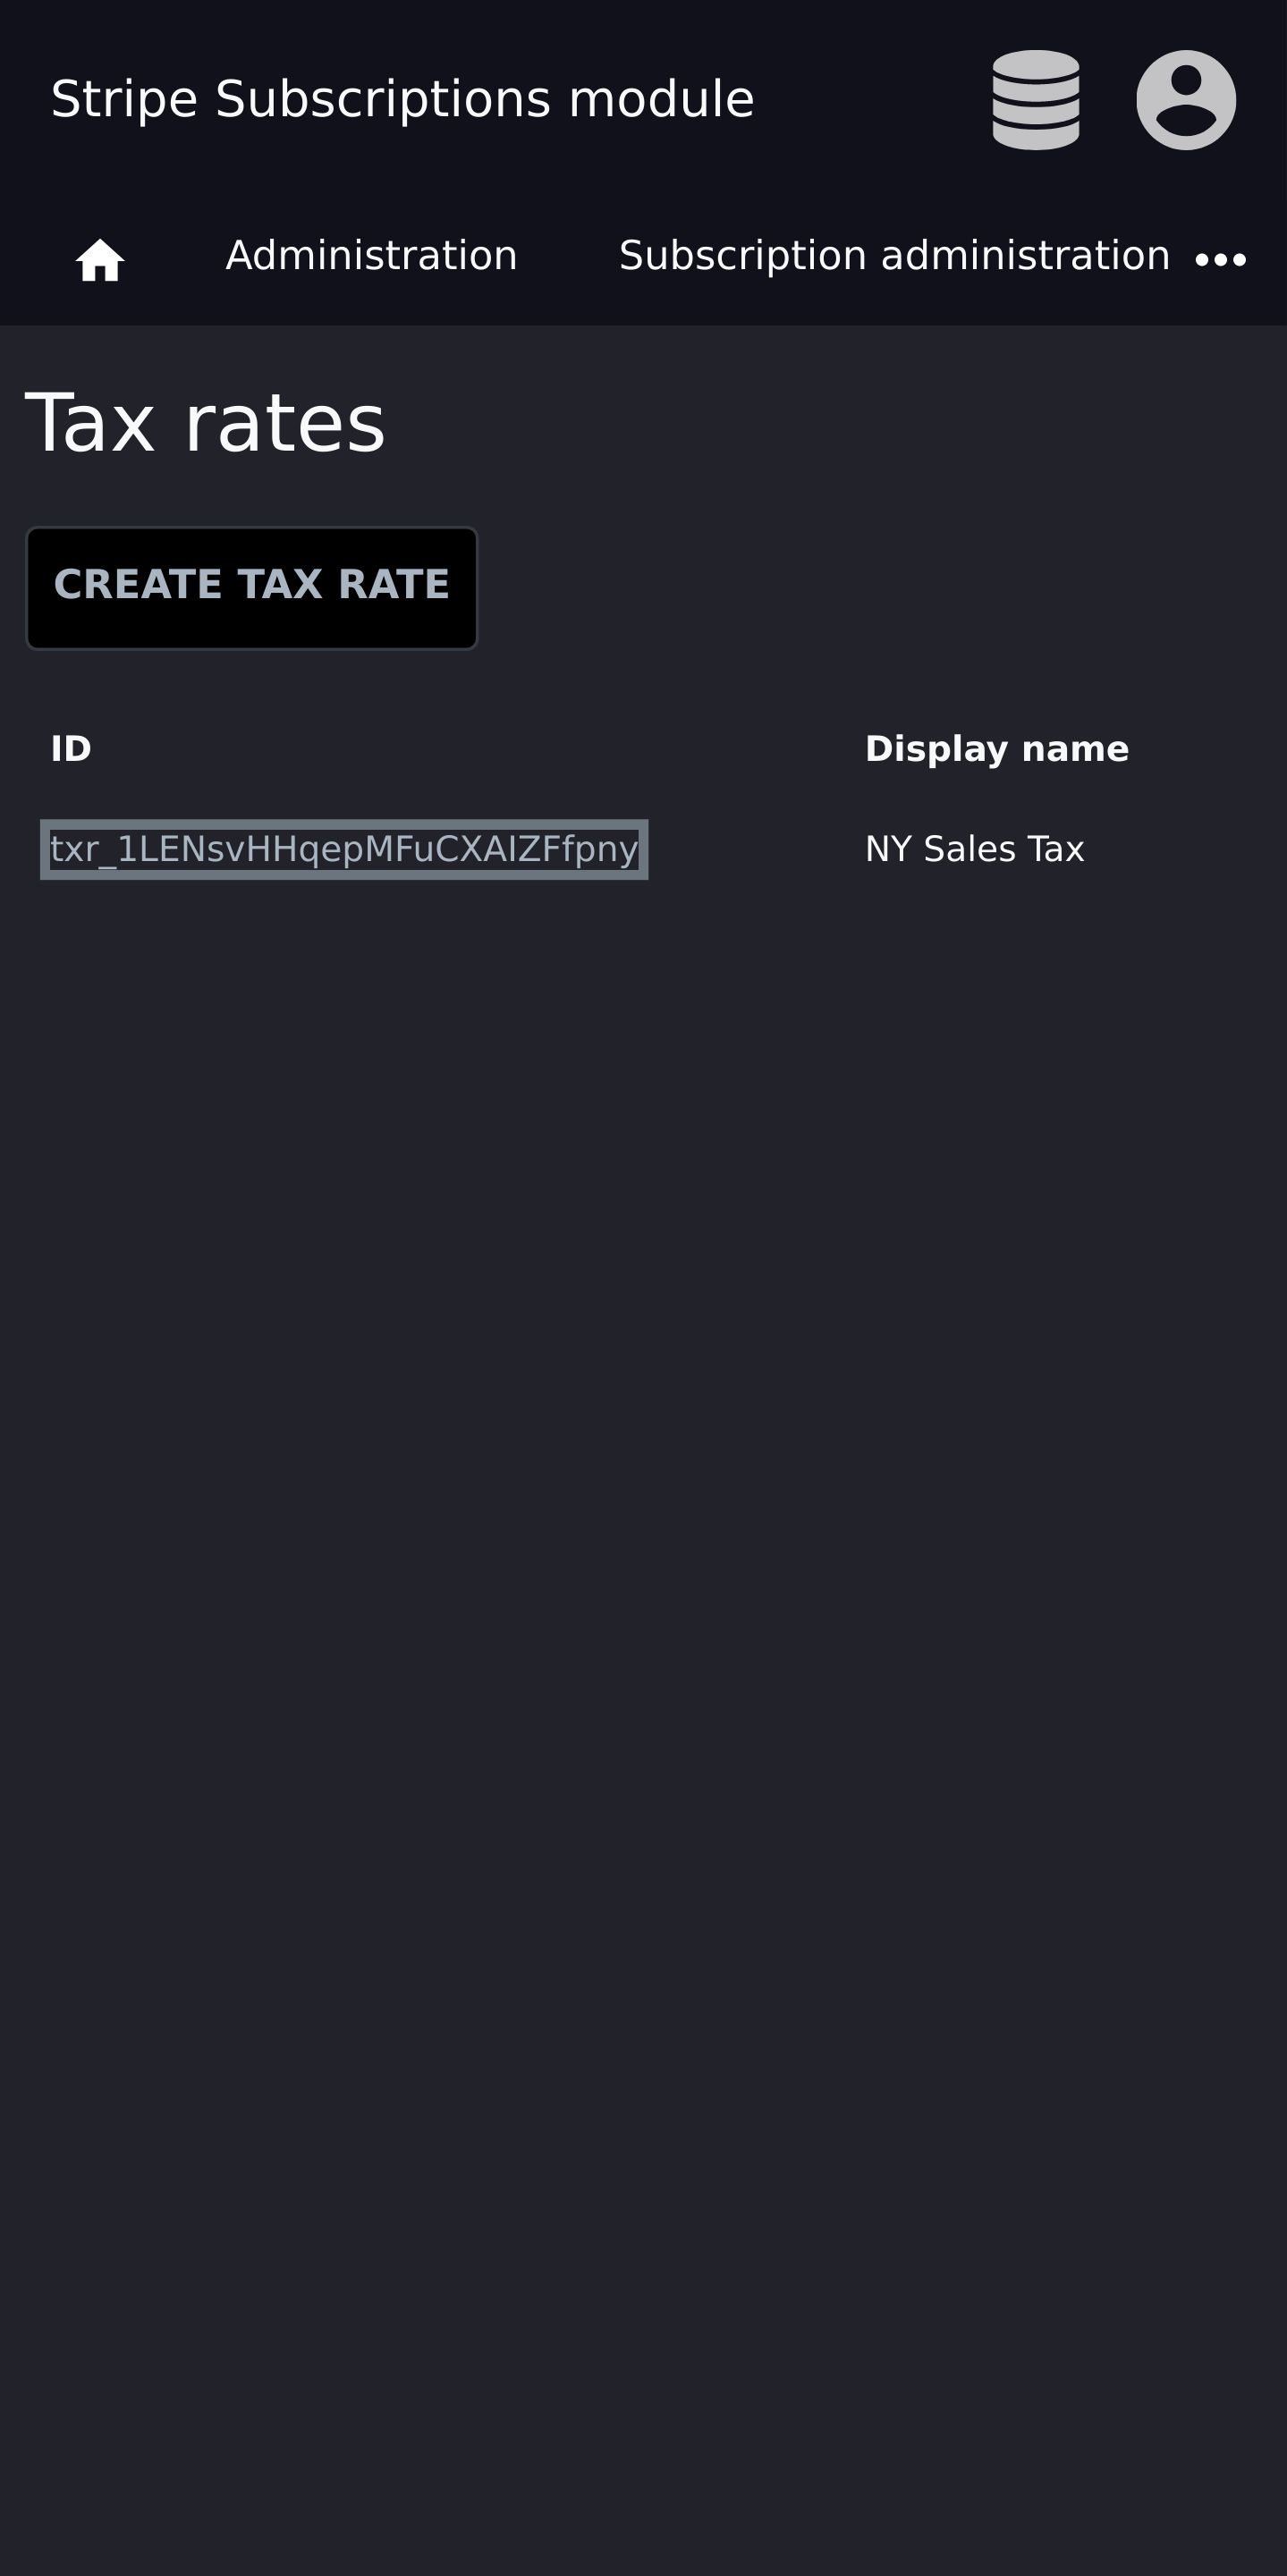 Stripe Subscriptions module
Administration Subscription administration
Tax rates
CREATE TAX RATE
ID Display name
txr_1LENsvHHqepMFuCXAIZFfpny NY Sales Tax